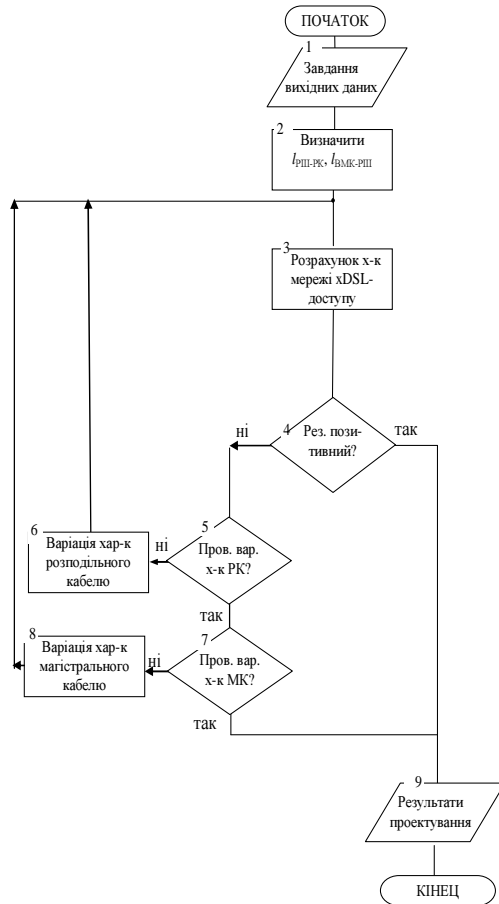 ПОЧАТОК
1
Завдання
вихідних даних
2
Визначити
lРШ-РК, lВМК-РШ
3
Розрахунок х-к
мережі xDSL-
доступу
4
Рез. пози-
тивний?
ні
так
5
Пров. вар.
х-к РК?
ні
так
6
Варіація хар-к
розподільного
кабелю
7
Пров. вар.
х-к МК?
ні
так
8
Варіація хар-к
магістрального
кабелю
9
Результати
проектування
КІНЕЦ